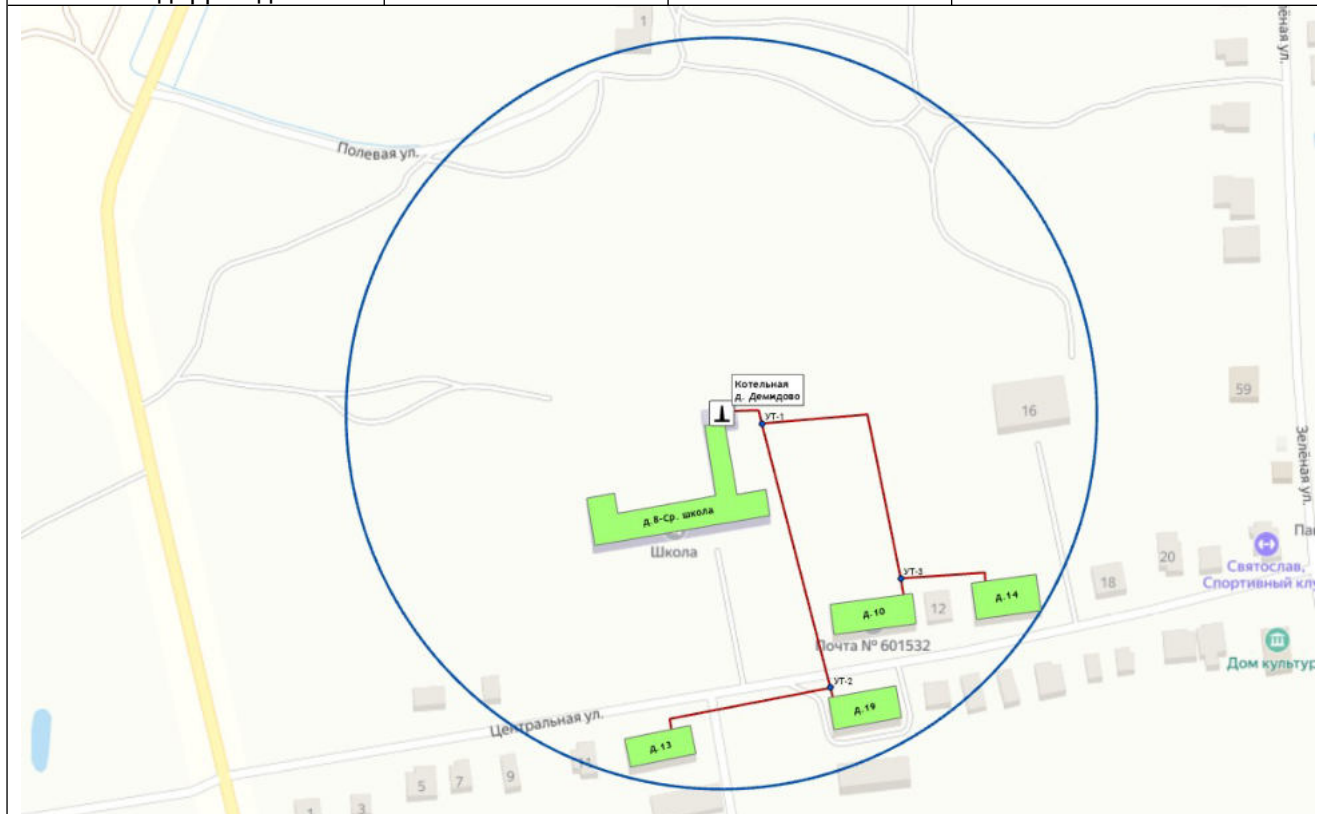 1
Полевая ул.
Котельная
д. Демидово
УТ-1
16
59
Зелёная ул.
д.8-Ср. школа
Школа
УТ-3
д.10
12
д.14
18
20
Святослав,
Спортивный клу
Почта № 601532
Дом культур
УТ-2
д.19
Центральная ул.
д.13
11
9
7
5
3
1